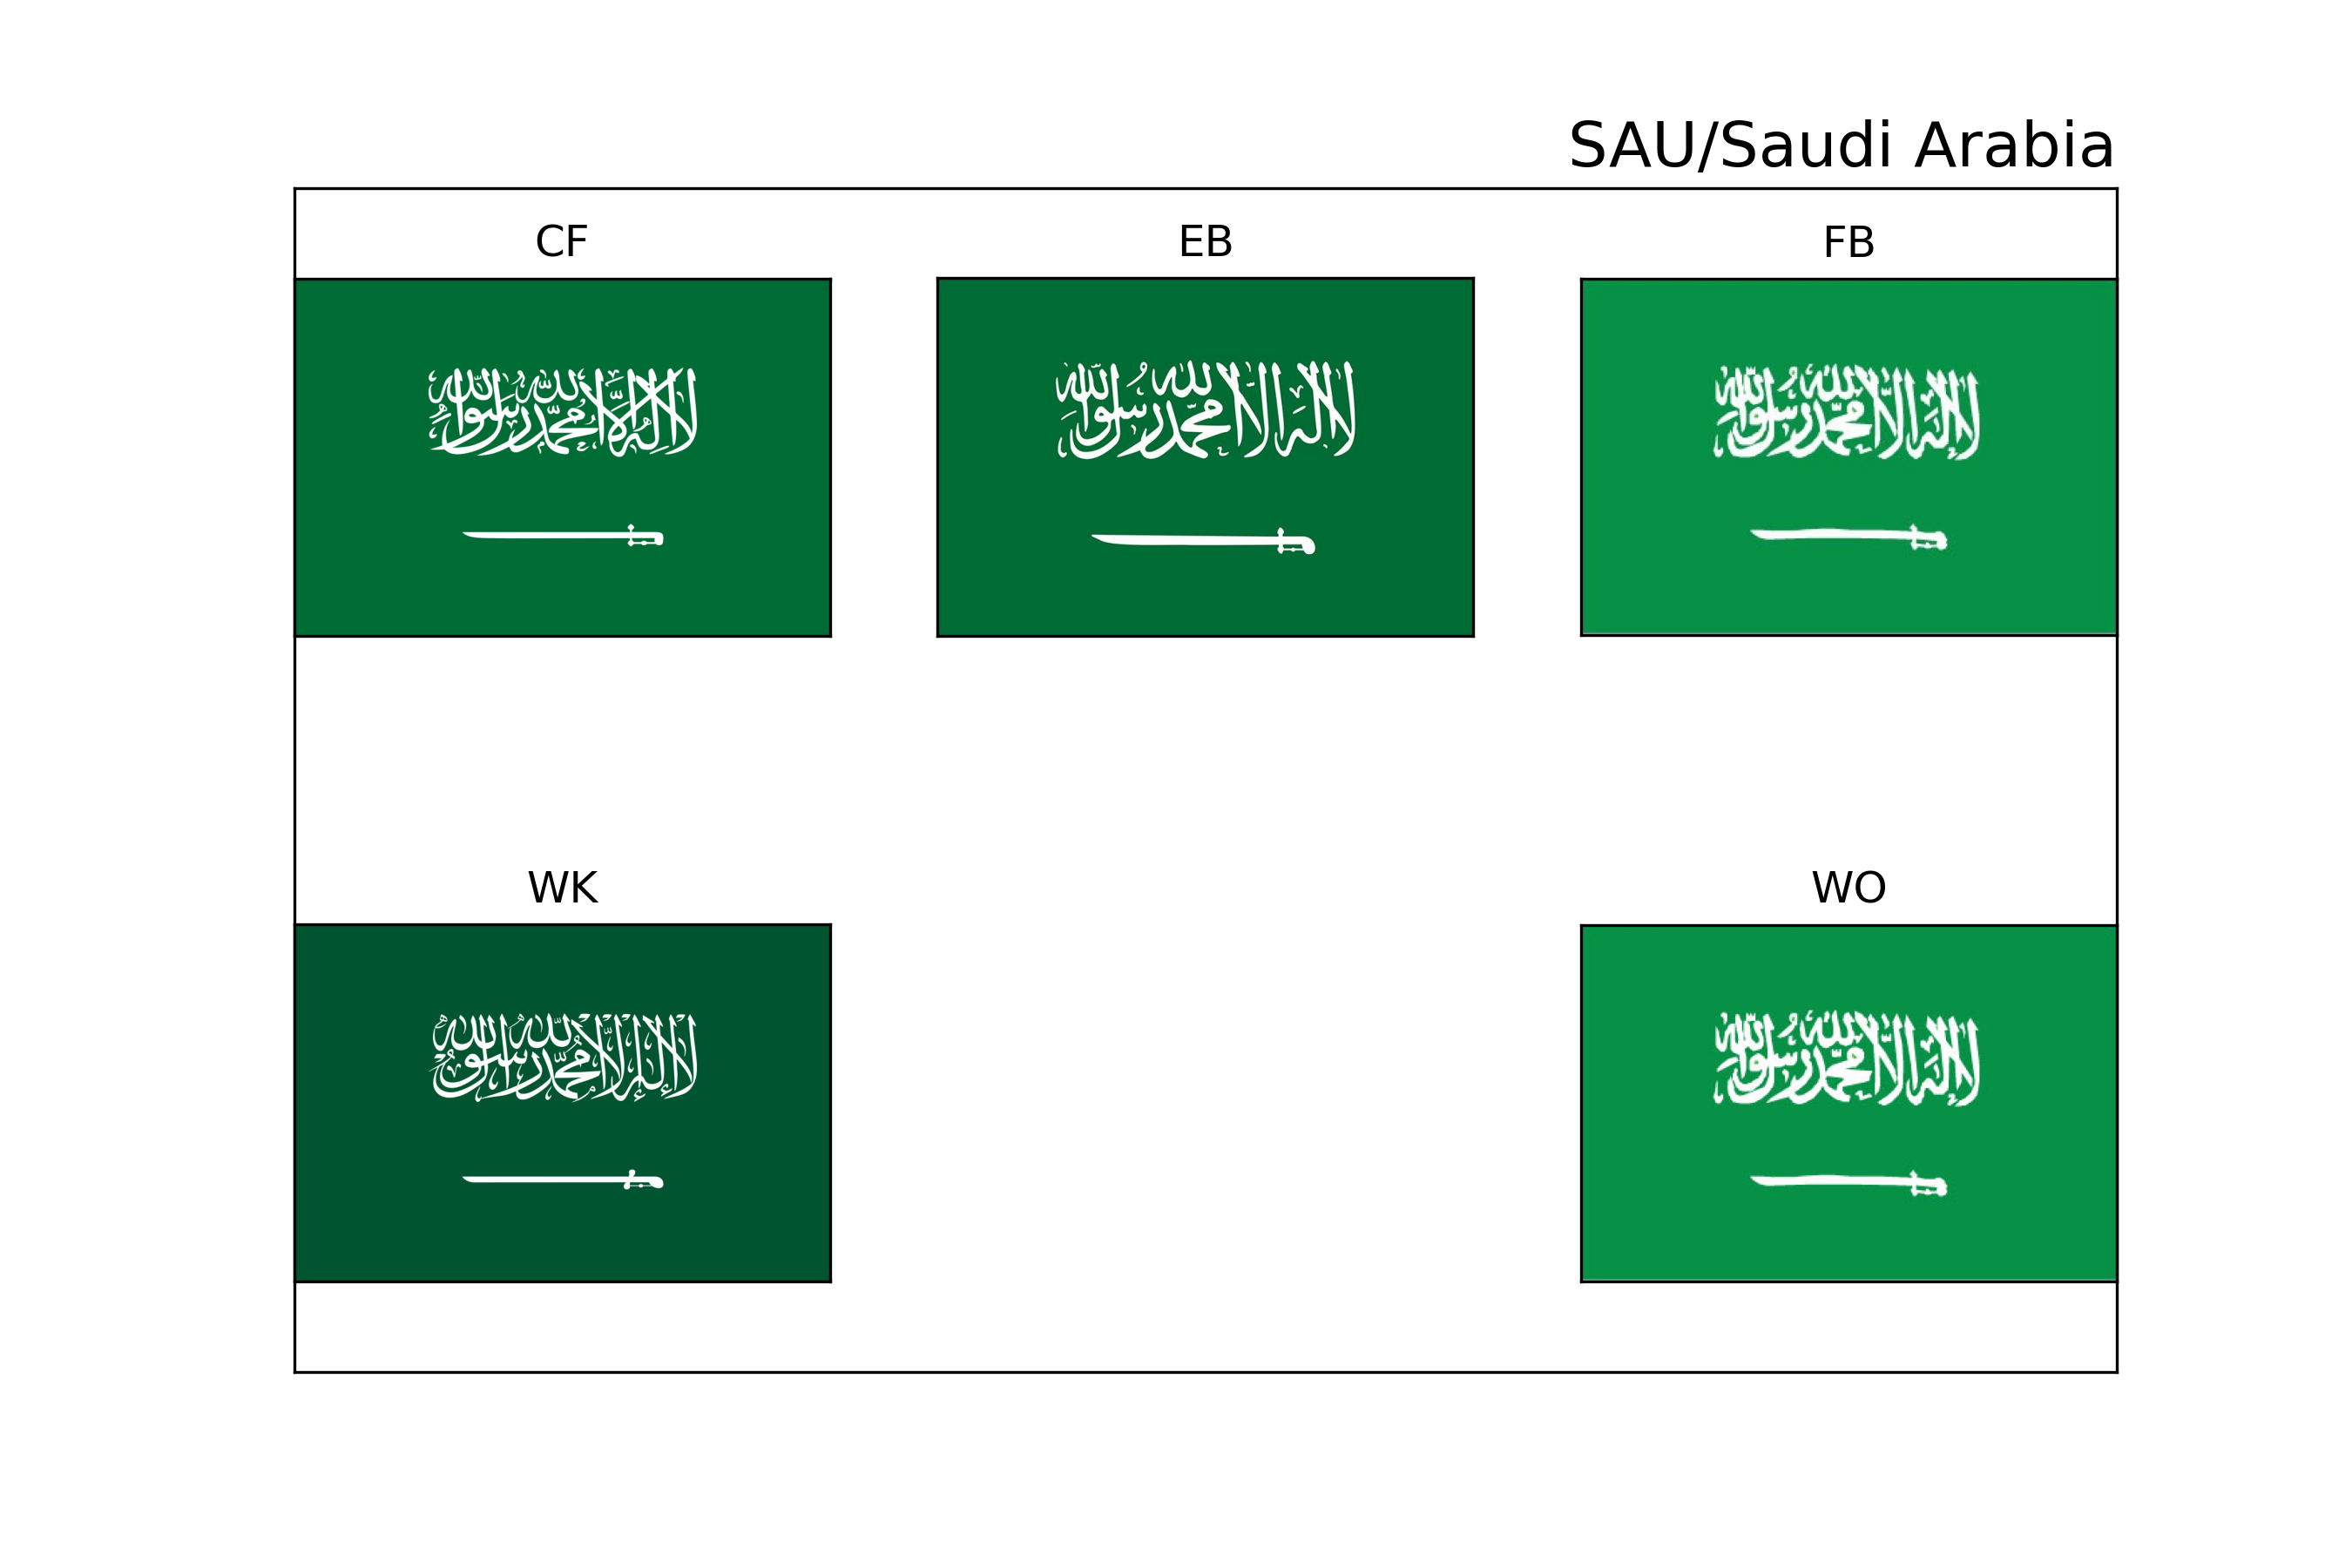 SAU/Saudi Arabia
CF
EB
FB
لا إله إلا الله محمد رسول الله
لا إله إلا الله محمد رسول الله
لا إله إلا الله محمد رسول الله
WK
WO
لا إله إلا الله محمد رسول الله
لا إله إلا الله محمد رسول الله